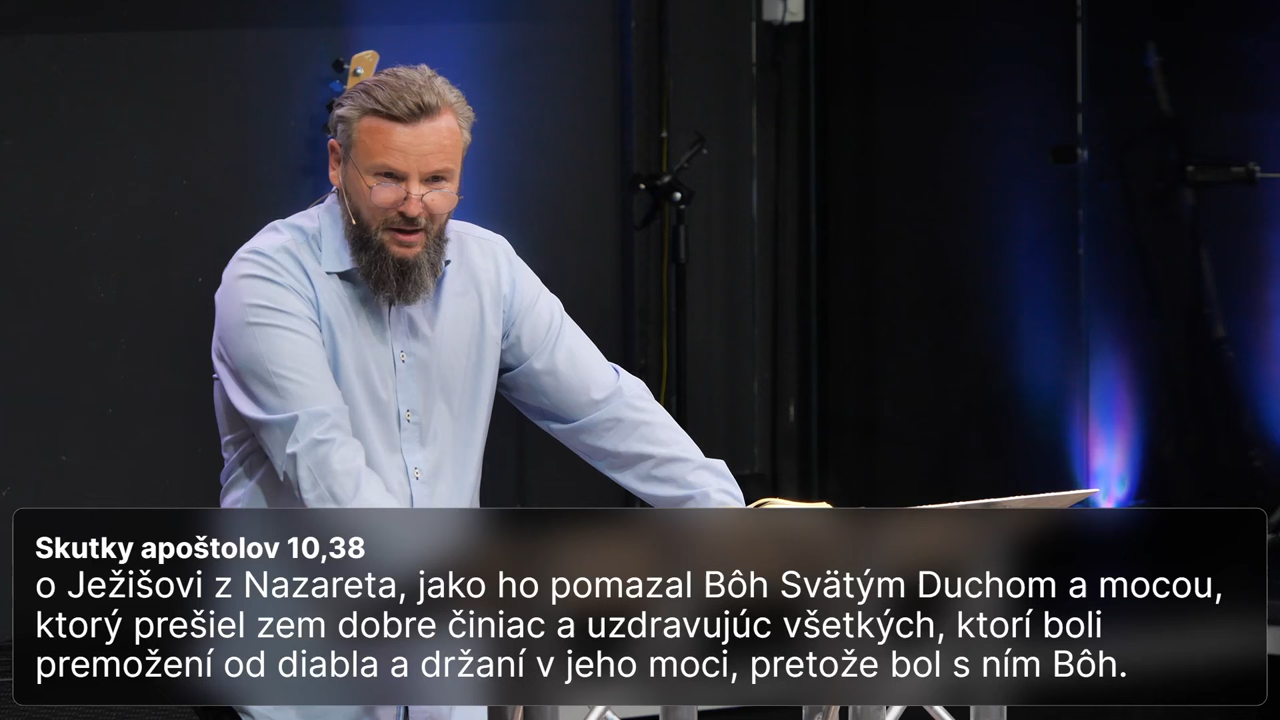 Skutky apoštolov 10,38
o Ježišovi z Nazareta, jako ho pomazal Bôh Svätým Duchom a mocou,
ktorý prešiel zem dobre činiac a uzdravujúc všetkých, ktorí boli
premožení od diabla a držaní v jeho moci, pretože bol s ním Bôh.